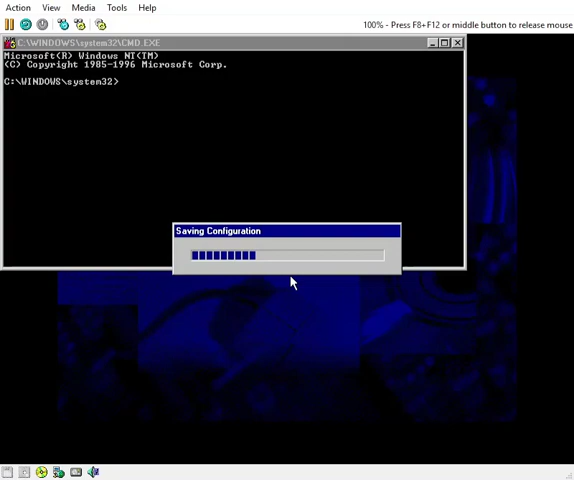 Action View Media Tools Help
100% - Press F8+F12 or middle button to release mouse
C:\WINDOWS\system32\CMD.EXE
Microsoft(R) Windows NT(TM)
(C) Copyright 1985-1996 Microsoft Corp.
C:\WINDOWS\system32>
Saving Configuration